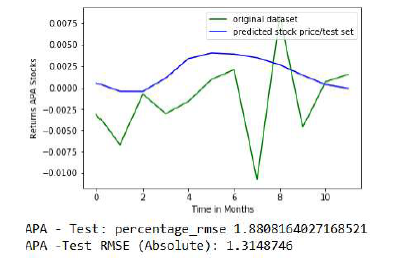 original dataset
predicted stock price/test set
Returns APA Stocks
0.0075
0.0050
0.0025
0.0000
-0.0025
-0.0050
-0.0075
-0.0100
0
2
4
6
8
10
Time in Months
APA - Test: percentage_rmse 1.8808164027168521
APA -Test RMSE (Absolute): 1.3148746